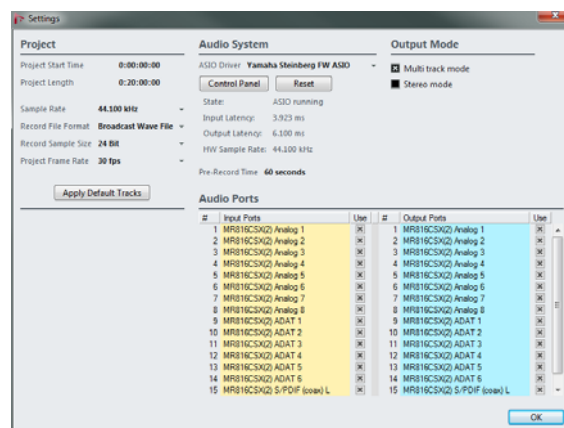 Settings
Project
Project Start Time 0:00:00:00
Project Length 0:20:00:00
Sample Rate 44.100 kHz
Record File Format Broadcast Wave File
Record Sample Size 24 Bit
Project Frame Rate 30 fps
Apply Default Tracks
Audio System
ASIO Driver Yamaha Steinberg FW ASIO
Control Panel Reset
State: ASIO running
Input Latency: 3.923 ms
Output Latency: 6.100 ms
HW Sample Rate: 44.100 kHz
Pre-Record Time 60 seconds
Output Mode
Multi track mode
Stereo mode
Audio Ports
# Input Ports Use # Output Ports Use
1 MR816CSX(2) Analog 1 1 MR816CSX(2) Analog 1
2 MR816CSX(2) Analog 2 2 MR816CSX(2) Analog 2
3 MR816CSX(2) Analog 3 3 MR816CSX(2) Analog 3
4 MR816CSX(2) Analog 4 4 MR816CSX(2) Analog 4
5 MR816CSX(2) Analog 5 5 MR816CSX(2) Analog 5
6 MR816CSX(2) Analog 6 6 MR816CSX(2) Analog 6
7 MR816CSX(2) Analog 7 7 MR816CSX(2) Analog 7
8 MR816CSX(2) Analog 8 8 MR816CSX(2) Analog 8
9 MR816CSX(2) ADAT 1 9 MR816CSX(2) ADAT 1
10 MR816CSX(2) ADAT 2 10 MR816CSX(2) ADAT 2
11 MR816CSX(2) ADAT 3 11 MR816CSX(2) ADAT 3
12 MR816CSX(2) ADAT 4 12 MR816CSX(2) ADAT 4
13 MR816CSX(2) ADAT 5 13 MR816CSX(2) ADAT 5
14 MR816CSX(2) ADAT 6 14 MR816CSX(2) ADAT 6
15 MR816CSX(2) S/PDIF (coax) L 15 MR816CSX(2) S/PDIF (coax) L
OK